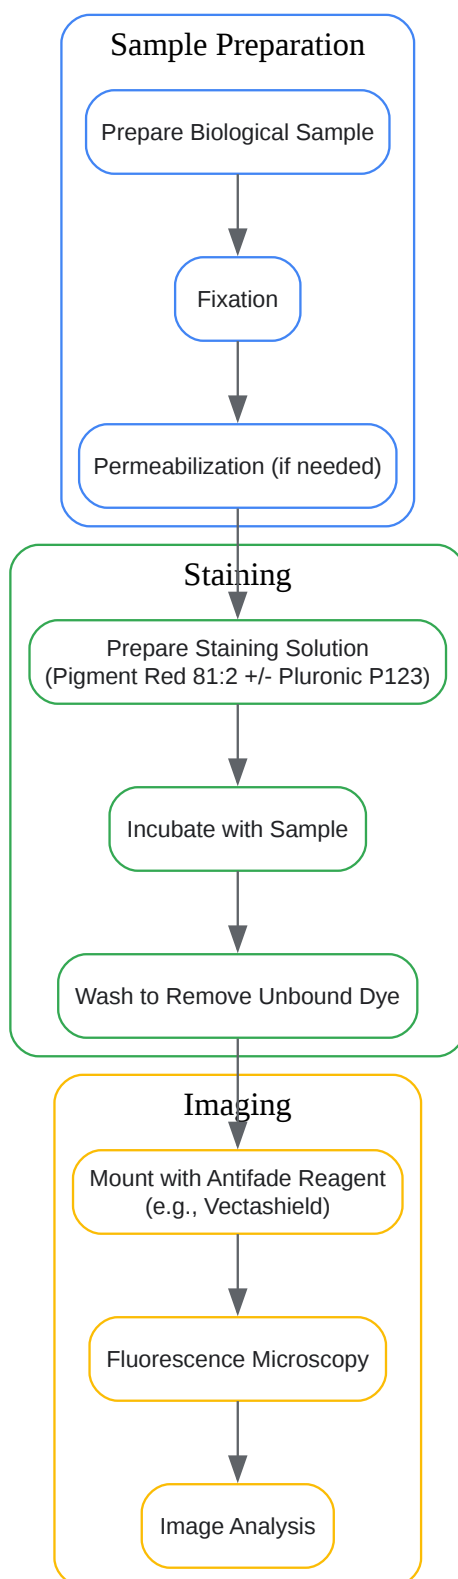 Sample Preparation
Prepare Biological Sample
Fixation
Permeabilization (if needed)
Staining
Prepare Staining Solution
(Pigment Red 81:2 +/- Pluronic P123)
Incubate with Sample
Wash to Remove Unbound Dye
Imaging
Mount with Antifade Reagent
(e.g., Vectashield)
Fluorescence Microscopy
Image Analysis